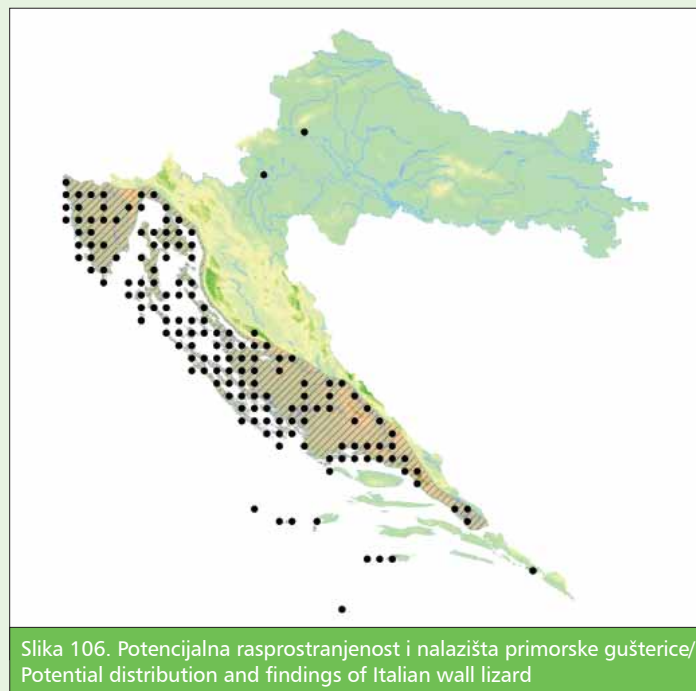 Slika 106. Potencijalna rasprostranjenost i nalazišta primorske gušterice/
Potential distribution and findings of Italian wall lizard